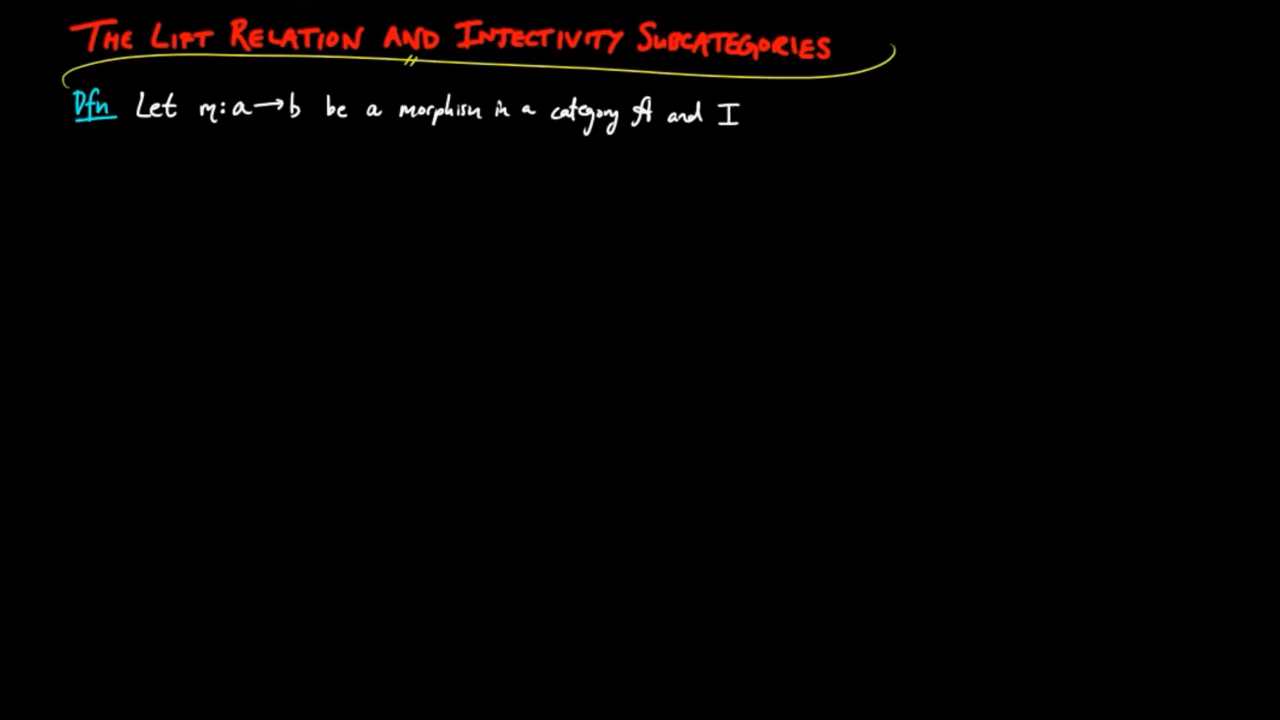 THE LIFT RELATION AND INJECTIVITY SUBCATEGORIES
Dfn Let m: a → b be a morphism in a category A and I